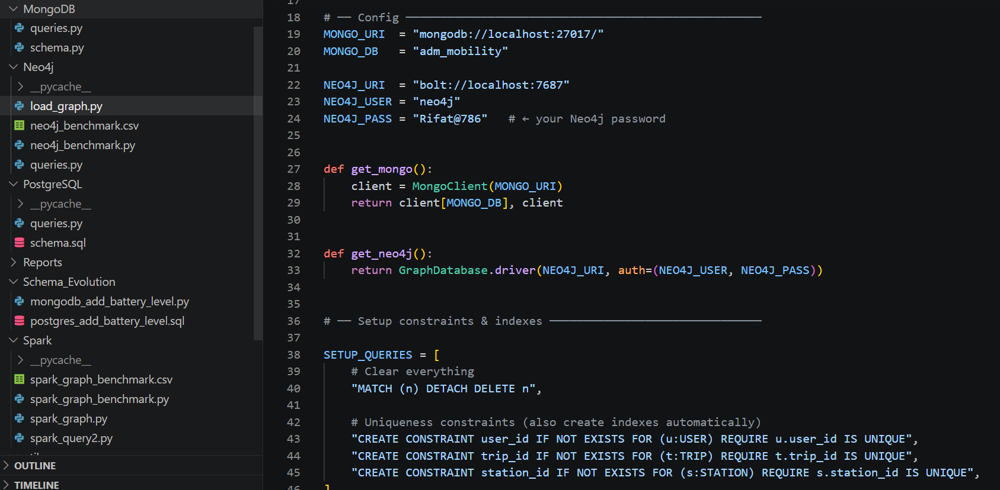 MongoDB
queries.py
schema.py
Neo4j
__pycache__
load_graph.py
neo4j_benchmark.csv
neo4j_benchmark.py
queries.py
PostgreSQL
__pycache__
queries.py
schema.sql
Reports
Schema_Evolution
mongodb_add_battery_level.py
postgres_add_battery_level.sql
Spark
__pycache__
spark_graph_benchmark.csv
spark_graph_benchmark.py
spark_graph.py
spark_query2.py
OUTLINE
TIMELINE
17
18 # ── Config ────────────────────────────────────────────────────
19 MONGO_URI  = "mongodb://localhost:27017/"
20 MONGO_DB   = "adm_mobility"
21
22 NEO4J_URI  = "bolt://localhost:7687"
23 NEO4J_USER = "neo4j"
24 NEO4J_PASS = "Rifat@786"   # ← your Neo4j password
25
26
27 def get_mongo():
28     client = MongoClient(MONGO_URI)
29     return client[MONGO_DB], client
30
31
32 def get_neo4j():
33     return GraphDatabase.driver(NEO4J_URI, auth=(NEO4J_USER, NEO4J_PASS))
34
35
36 # ── Setup constraints & indexes ───────────────────────────────
37
38 SETUP_QUERIES = [
39     # Clear everything
40     "MATCH (n) DETACH DELETE n",
41
42     # Uniqueness constraints (also create indexes automatically)
43     "CREATE CONSTRAINT user_id IF NOT EXISTS FOR (u:USER) REQUIRE u.user_id IS UNIQUE",
44     "CREATE CONSTRAINT trip_id IF NOT EXISTS FOR (t:TRIP) REQUIRE t.trip_id IS UNIQUE",
45     "CREATE CONSTRAINT station_id IF NOT EXISTS FOR (s:STATION) REQUIRE s.station_id IS UNIQUE",
46 ]